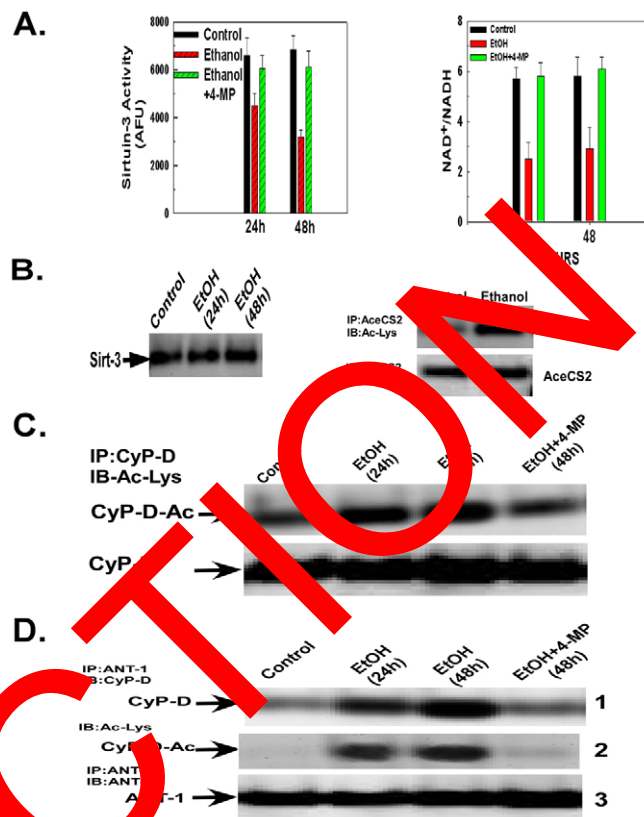 A.
Sirtuin-3 Activity
(AFU)
8000
6000
4000
2000
0
Control
Ethanol
Ethanol
+4-MP
24h
48h
NAD+/NADH
8
6
4
2
0
Control
EtOH
EtOH+4-MP
48
B.
Control
EtOH
(24h)
EtOH
(48h)
Sirt-3
Ethanol
IP:AceCS2
IB:Ac-Lys
AceCS2
C.
IP:CyP-D
IB-Ac-Lys
EtOH
(24h)
EtOH+4-MP
(48h)
CyP-D-Ac
D.
Control
EtOH
(24h)
EtOH
(48h)
EtOH+4-MP
(48h)
IP:ANT-1
IB:CyP-D
CyP-D
1
IB:Ac-Lys
2
3
CTION